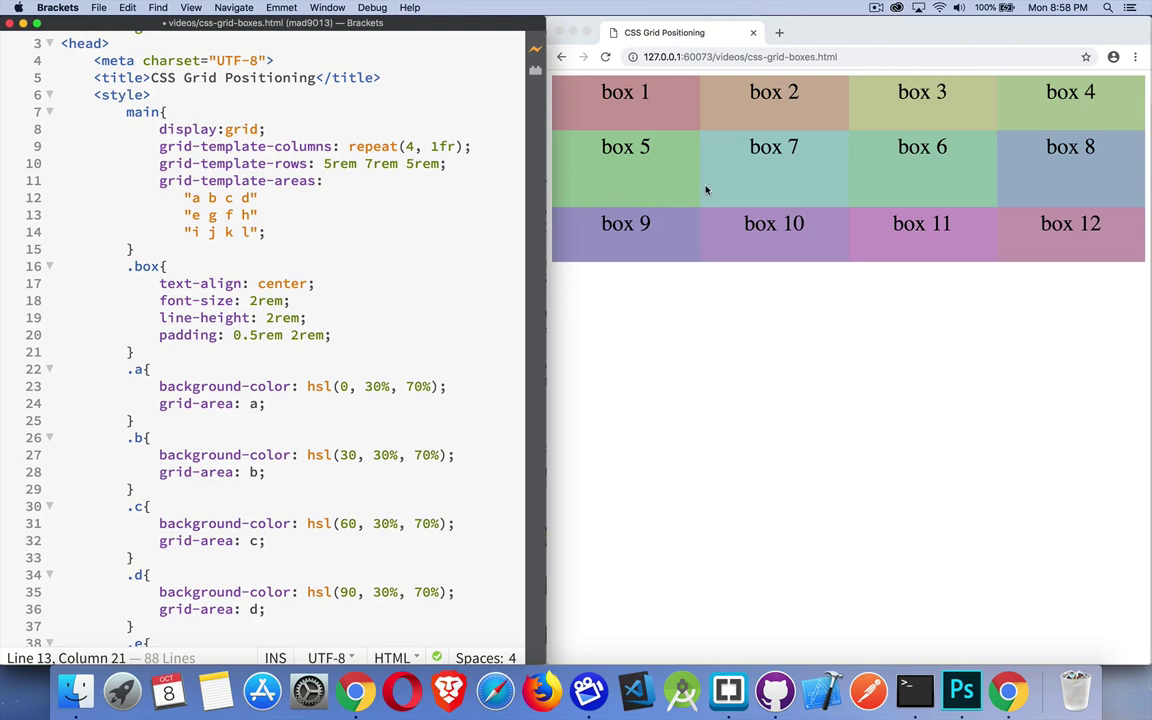 Brackets File Edit Find View Navigate Emmet Window Debug Help 100% Mon 8:58 PM
• videos/css-grid-boxes.html (mad9013) — Brackets
CSS Grid Positioning
127.0.0.1:60073/videos/css-grid-boxes.html
3 <head>
4 <meta charset="UTF-8">
5 <title>CSS Grid Positioning</title>
6 <style>
7 main{
8 display:grid;
9 grid-template-columns: repeat(4, 1fr);
10 grid-template-rows: 5rem 7rem 5rem;
11 grid-template-areas:
12 "a b c d"
13 "e g f h"
14 "i j k l";
15 }
16 .box{
17 text-align: center;
18 font-size: 2rem;
19 line-height: 2rem;
20 padding: 0.5rem 2rem;
21 }
22 .a{
23 background-color: hsl(0, 30%, 70%);
24 grid-area: a;
25 }
26 .b{
27 background-color: hsl(30, 30%, 70%);
28 grid-area: b;
29 }
30 .c{
31 background-color: hsl(60, 30%, 70%);
32 grid-area: c;
33 }
34 .d{
35 background-color: hsl(90, 30%, 70%);
36 grid-area: d;
37 }
38 .e{
Line 13, Column 21 — 88 Lines INS UTF-8 HTML Spaces: 4
box 1 box 2 box 3 box 4
box 5 box 7 box 6 box 8
box 9 box 10 box 11 box 12
OCT
8
Ps